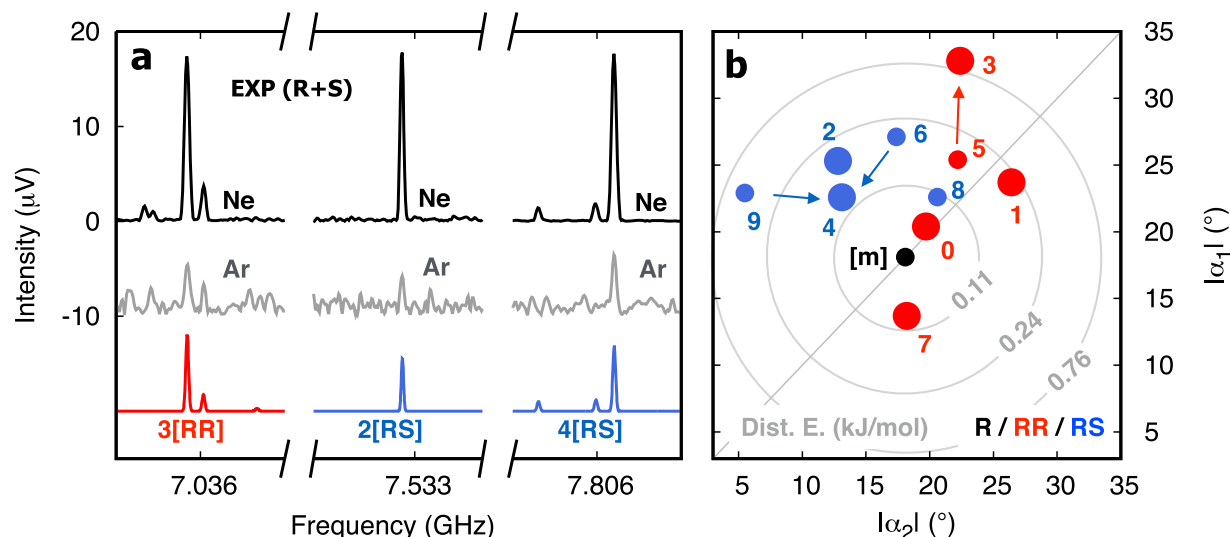 a
EXP (R+S)
Ne
Ne
Ne
Ar
Ar
Ar
3[RR]
2[RS]
4[RS]
20
10
0
-10
Intensity (μV)
7.036
7.533
7.806
Frequency (GHz)
b
3
2
6
5
9
4
8
1
0
[m]
7
0.11
0.24
0.76
Dist. E. (kJ/mol)
R / RR / RS
35
30
25
20
15
10
5
|α1| (°)
5
10
15
20
25
30
35
|α2| (°)